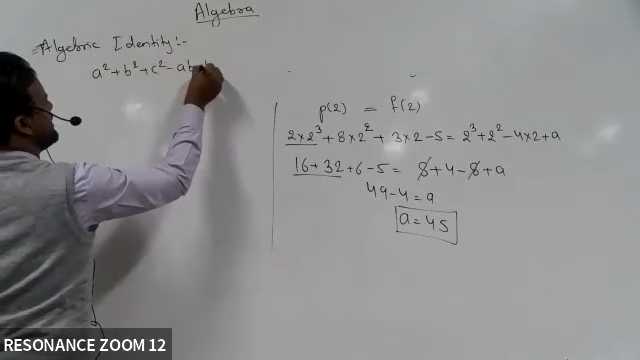 Algebra
Algebraic Identity :-
a² + b² + c² - ab
p(2) = f(2)
2×2³ + 8×2² + 3×2 - 5 = 2³ + 2² - 4×2 + a
16 + 32 + 6 - 5 = 8 + 4 - 8 + a
49 - 4 = a
a = 45
RESONANCE ZOOM 12